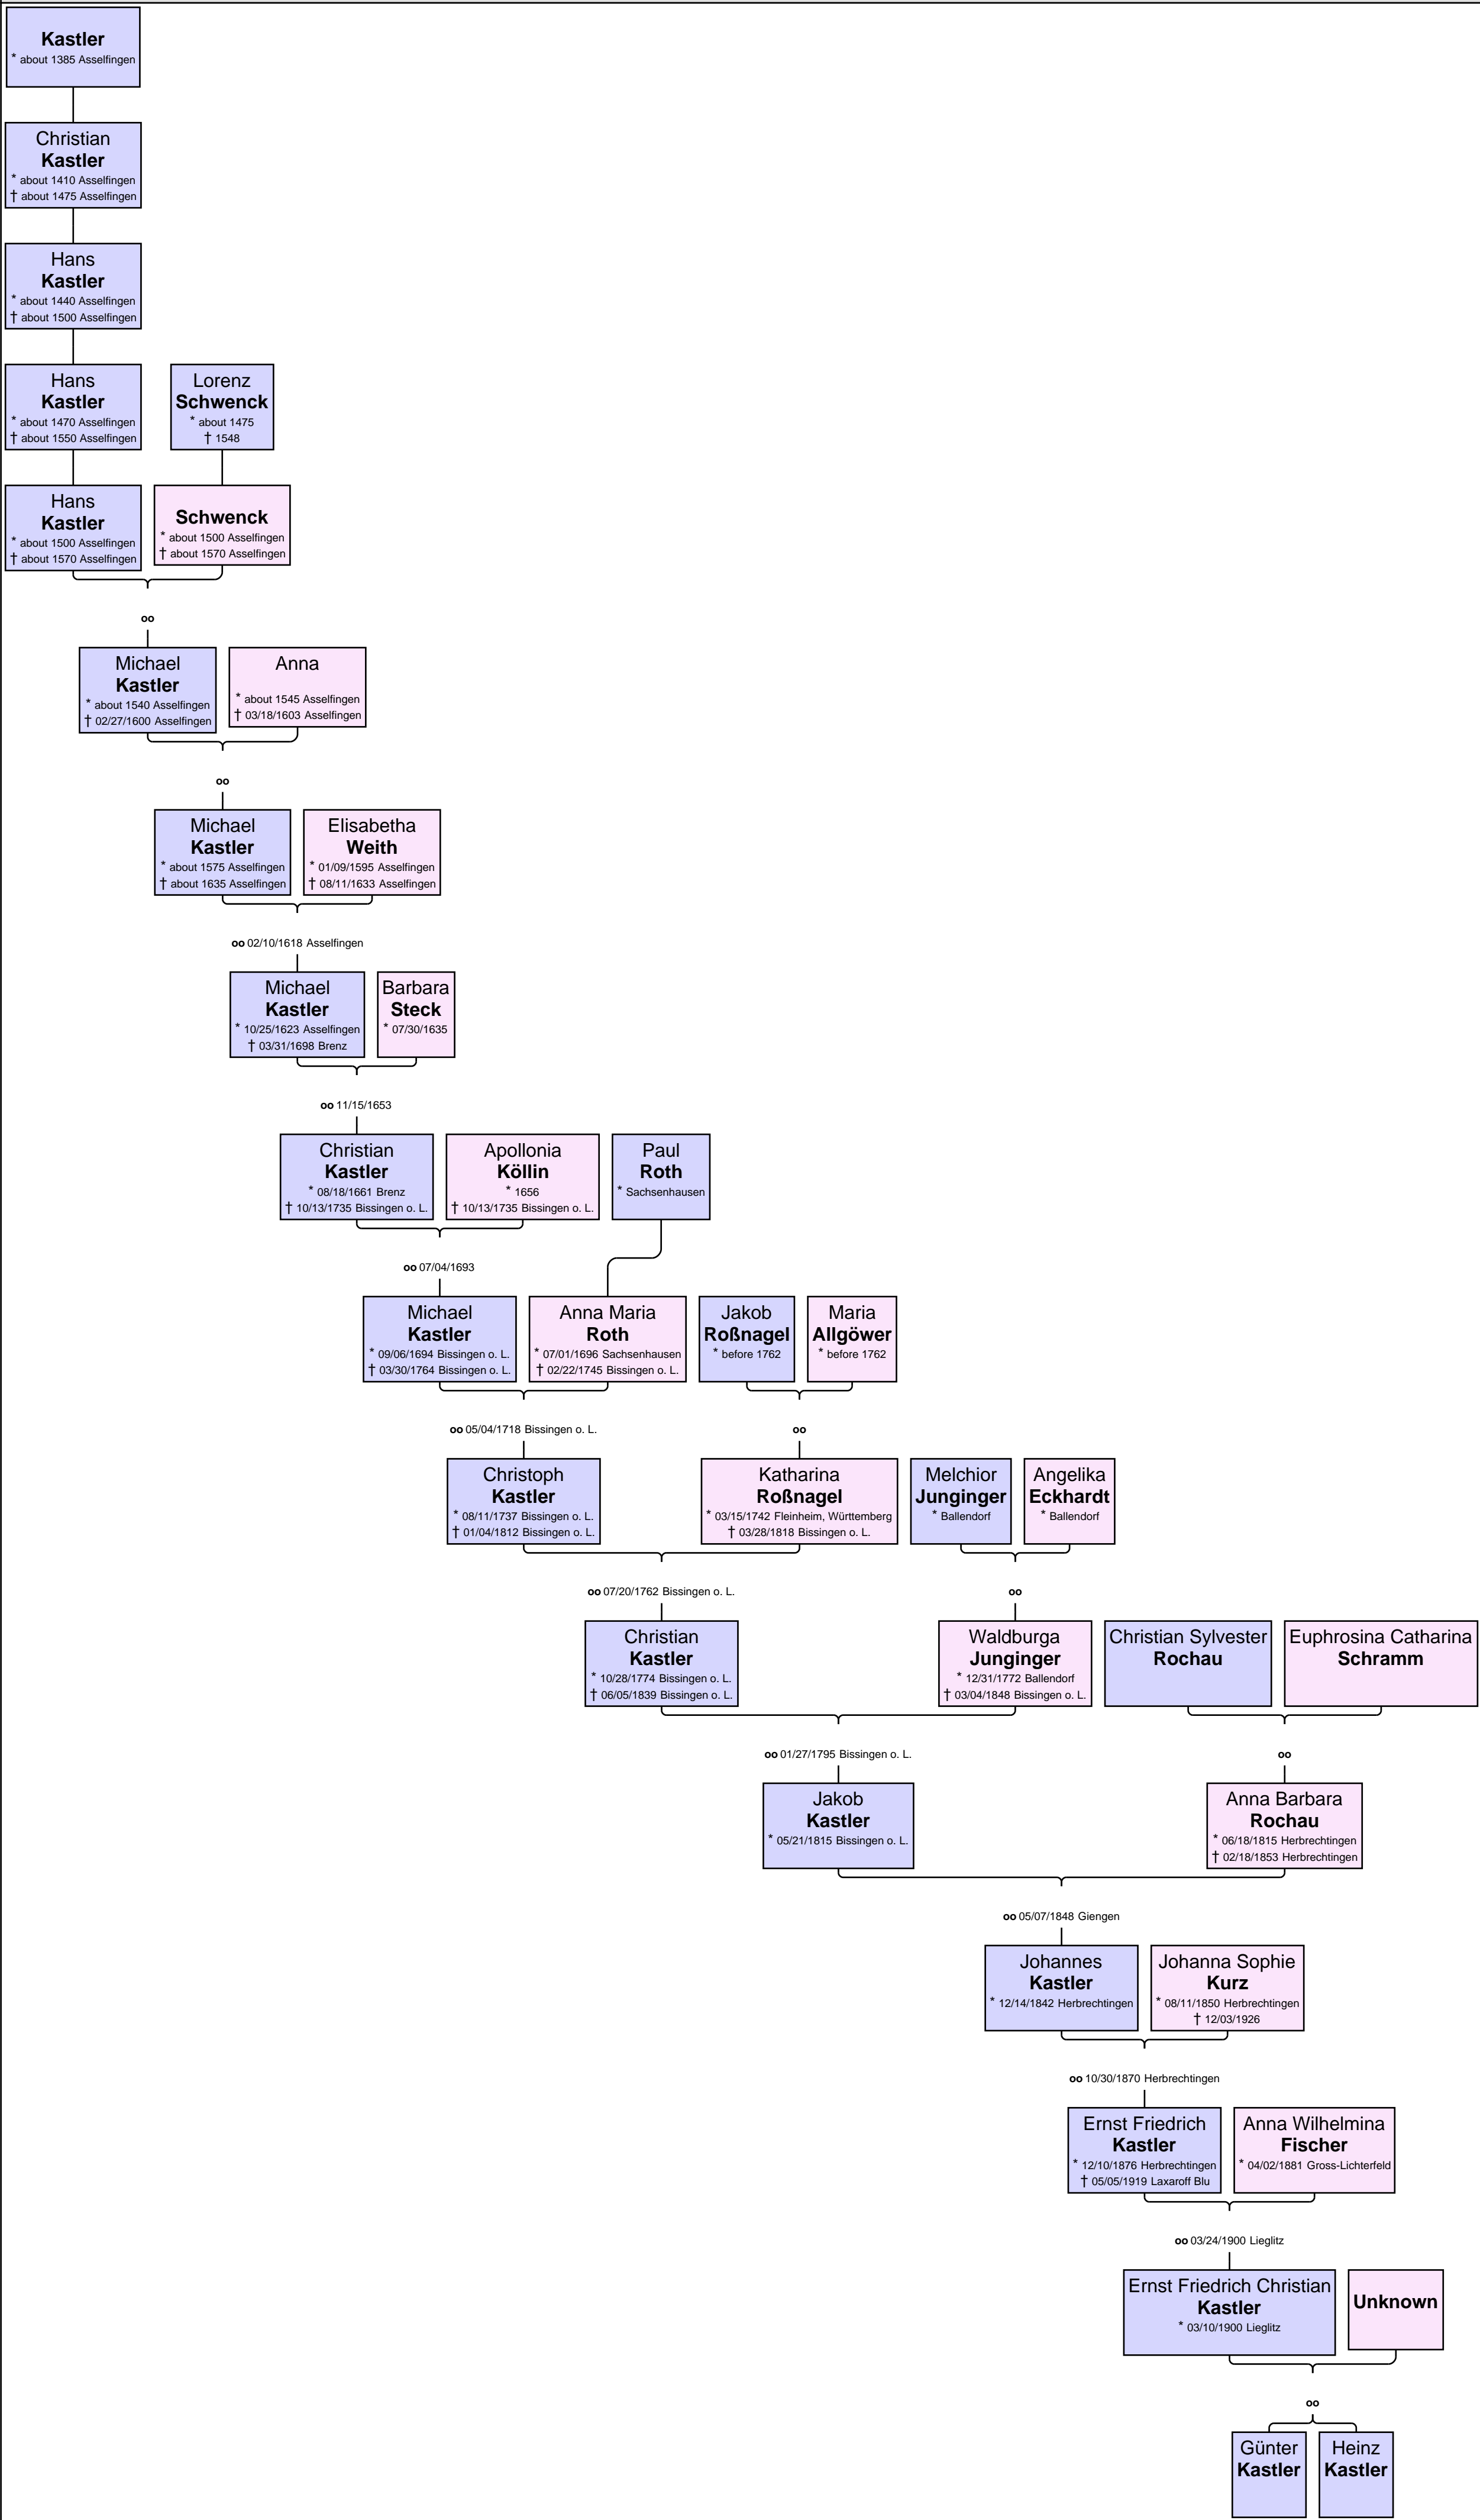 Kastler
* about 1385 Asselfingen
Christian
Kastler
* about 1410 Asselfingen
† about 1475 Asselfingen
Hans
Kastler
* about 1440 Asselfingen
† about 1500 Asselfingen
Hans
Kastler
* about 1470 Asselfingen
† about 1550 Asselfingen
Lorenz
Schwenck
* about 1475
† 1548
Hans
Kastler
* about 1500 Asselfingen
† about 1570 Asselfingen
Schwenck
* about 1500 Asselfingen
† about 1570 Asselfingen
oo
Michael
Kastler
* about 1540 Asselfingen
† 02/27/1600 Asselfingen
Anna
* about 1545 Asselfingen
† 03/18/1603 Asselfingen
oo
Michael
Kastler
* about 1575 Asselfingen
† about 1635 Asselfingen
Elisabetha
Weith
* 01/09/1595 Asselfingen
† 08/11/1633 Asselfingen
oo 02/10/1618 Asselfingen
Michael
Kastler
* 10/25/1623 Asselfingen
† 03/31/1698 Brenz
Barbara
Steck
* 07/30/1635
oo 11/15/1653
Christian
Kastler
* 08/18/1661 Brenz
† 10/13/1735 Bissingen o. L.
Apollonia
Köllin
* 1656
† 10/13/1735 Bissingen o. L.
Paul
Roth
* Sachsenhausen
oo 07/04/1693
Michael
Kastler
* 09/06/1694 Bissingen o. L.
† 03/30/1764 Bissingen o. L.
Anna Maria
Roth
* 07/01/1696 Sachsenhausen
† 02/22/1745 Bissingen o. L.
Jakob
Roßnagel
* before 1762
Maria
Allgöwer
* before 1762
oo 05/04/1718 Bissingen o. L.
oo
Christoph
Kastler
* 08/11/1737 Bissingen o. L.
† 01/04/1812 Bissingen o. L.
Katharina
Roßnagel
* 03/15/1742 Fleinheim, Württemberg
† 03/28/1818 Bissingen o. L.
Melchior
Junginger
* Ballendorf
Angelika
Eckhardt
* Ballendorf
oo 07/20/1762 Bissingen o. L.
oo
Christian
Kastler
* 10/28/1774 Bissingen o. L.
† 06/05/1839 Bissingen o. L.
Waldburga
Junginger
* 12/31/1772 Ballendorf
† 03/04/1848 Bissingen o. L.
Christian Sylvester
Rochau
Euphrosina Catharina
Schramm
oo 01/27/1795 Bissingen o. L.
oo
Jakob
Kastler
* 05/21/1815 Bissingen o. L.
Anna Barbara
Rochau
* 06/18/1815 Herbrechtingen
† 02/18/1853 Herbrechtingen
oo 05/07/1848 Giengen
Johannes
Kastler
* 12/14/1842 Herbrechtingen
Johanna Sophie
Kurz
* 08/11/1850 Herbrechtingen
† 12/03/1926
oo 10/30/1870 Herbrechtingen
Ernst Friedrich
Kastler
* 12/10/1876 Herbrechtingen
† 05/05/1919 Laxaroff Blu
Anna Wilhelmina
Fischer
* 04/02/1881 Gross-Lichterfeld
oo 03/24/1900 Lieglitz
Ernst Friedrich Christian
Kastler
* 03/10/1900 Lieglitz
Unknown
oo
Günter
Kastler
Heinz
Kastler